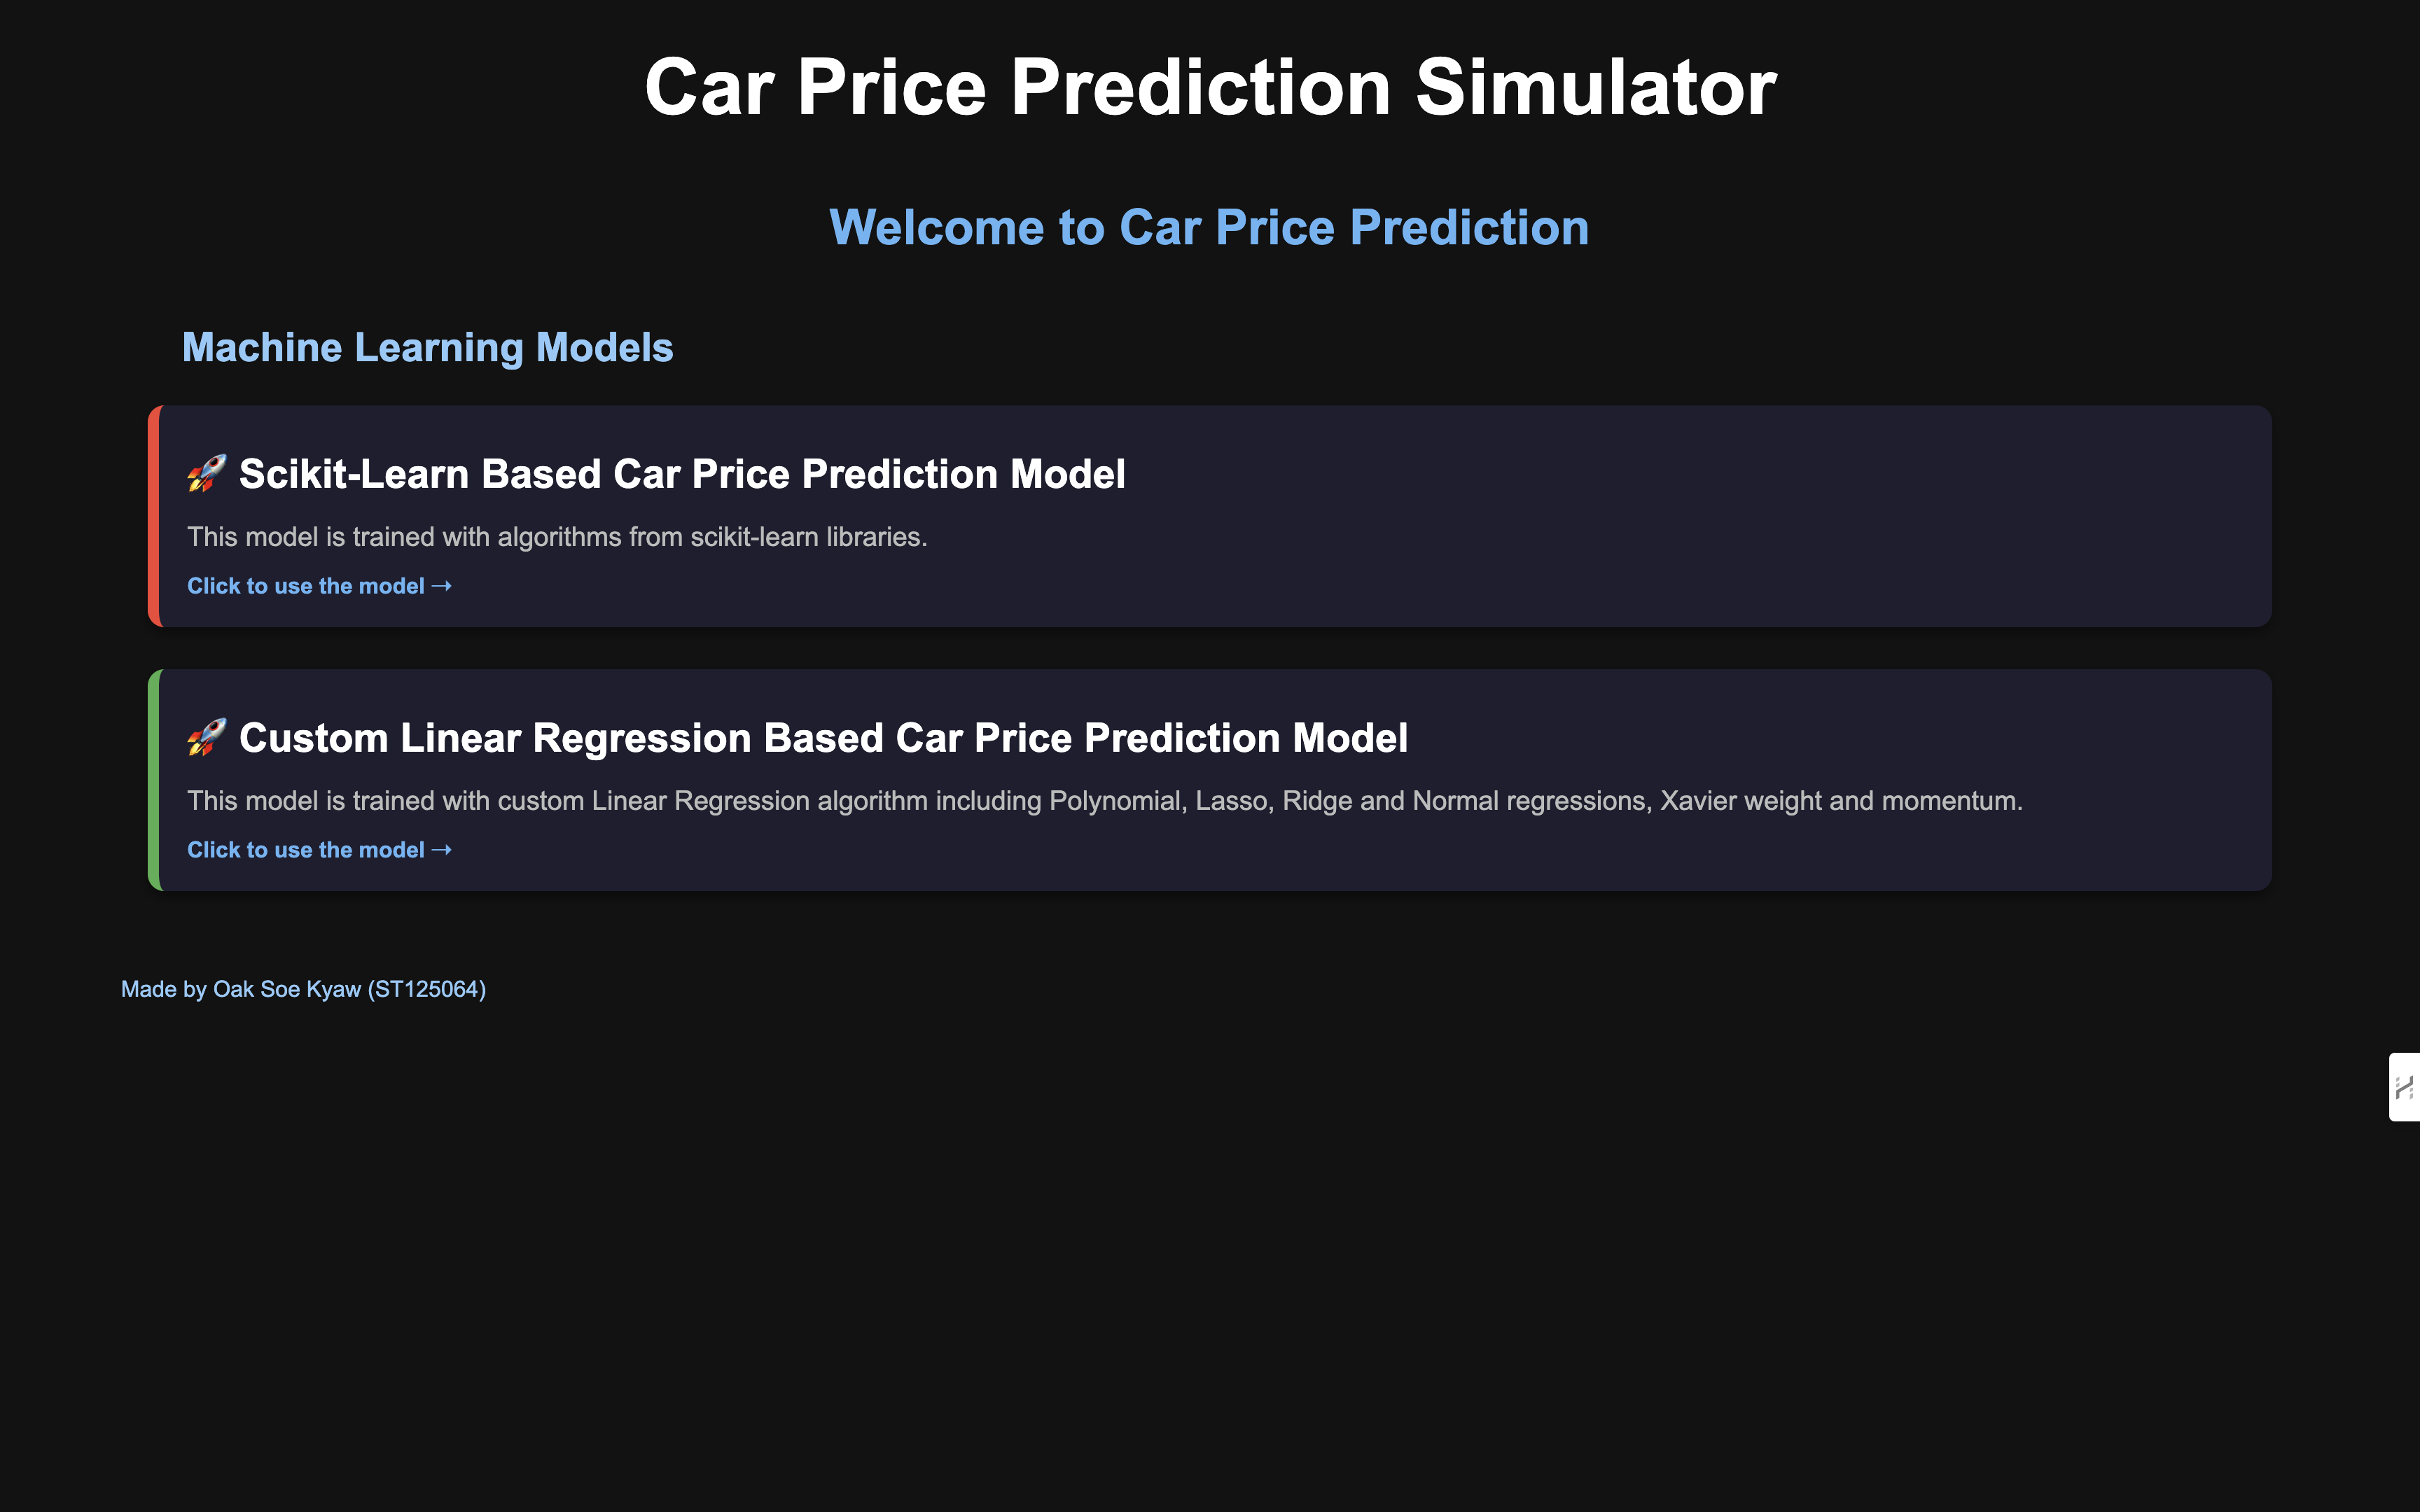 Car Price Prediction Simulator
Welcome to Car Price Prediction
Machine Learning Models
🚀 Scikit-Learn Based Car Price Prediction Model
This model is trained with algorithms from scikit-learn libraries.
Click to use the model →
🚀 Custom Linear Regression Based Car Price Prediction Model
This model is trained with custom Linear Regression algorithm including Polynomial, Lasso, Ridge and Normal regressions, Xavier weight and momentum.
Click to use the model →
Made by Oak Soe Kyaw (ST125064)